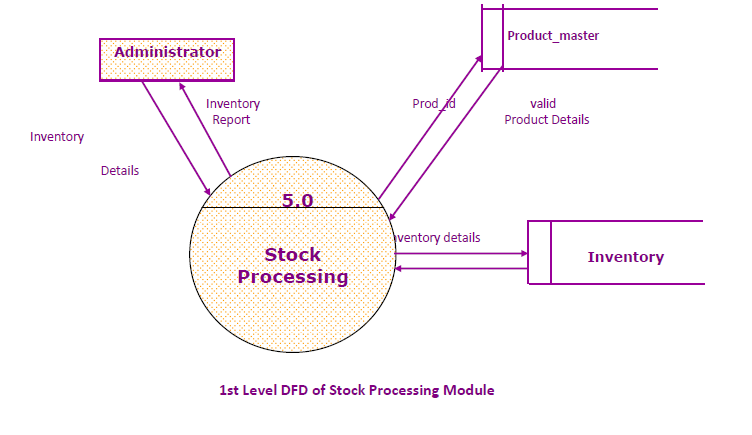 Administrator
Product_master
Inventory
Report
Prod_id
valid
Product Details
Inventory
Details
5.0
Stock
Processing
nventory details
Inventory
1st Level DFD of Stock Processing Module